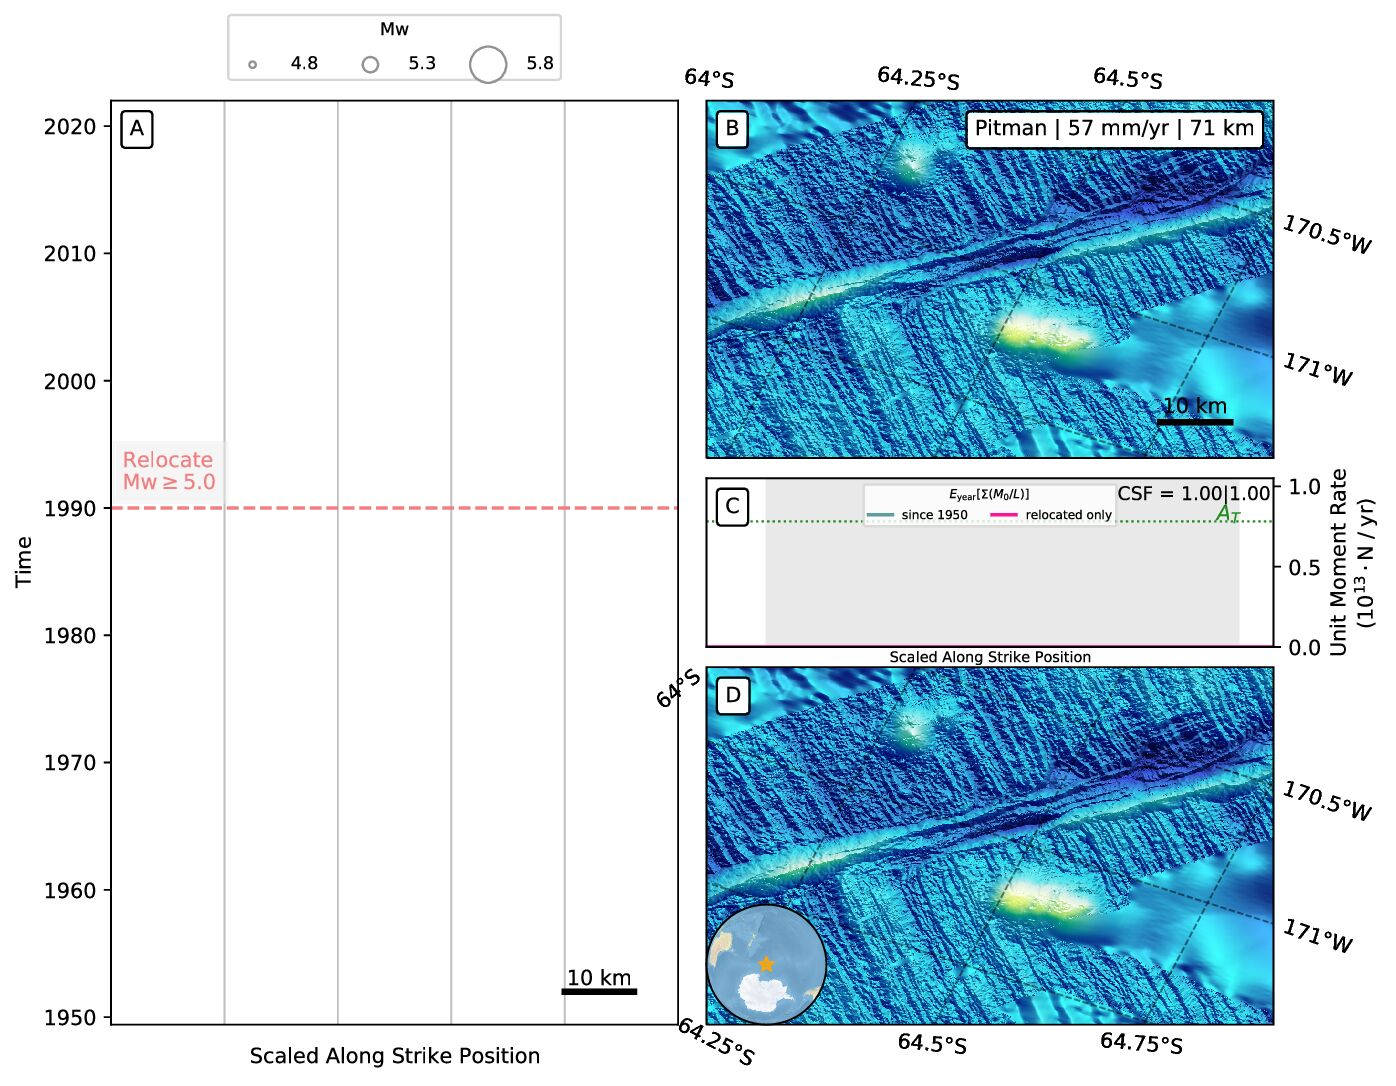 Mw
4.8 5.3 5.8
A
2020
2010
2000
1990
1980
1970
1960
1950
Time
Relocate
Mw ≥ 5.0
10 km
Scaled Along Strike Position
64°S 64.25°S 64.5°S
B
Pitman | 57 mm/yr | 71 km
170.5°W
171°W
10 km
C
E_year[Σ(M₀/L)]
since 1950 relocated only
CSF = 1.00|1.00
A_T
1.0
0.5
0.0
Unit Moment Rate
(10¹³ · N / yr)
Scaled Along Strike Position
64°S
D
170.5°W
171°W
64.25°S 64.5°S 64.75°S